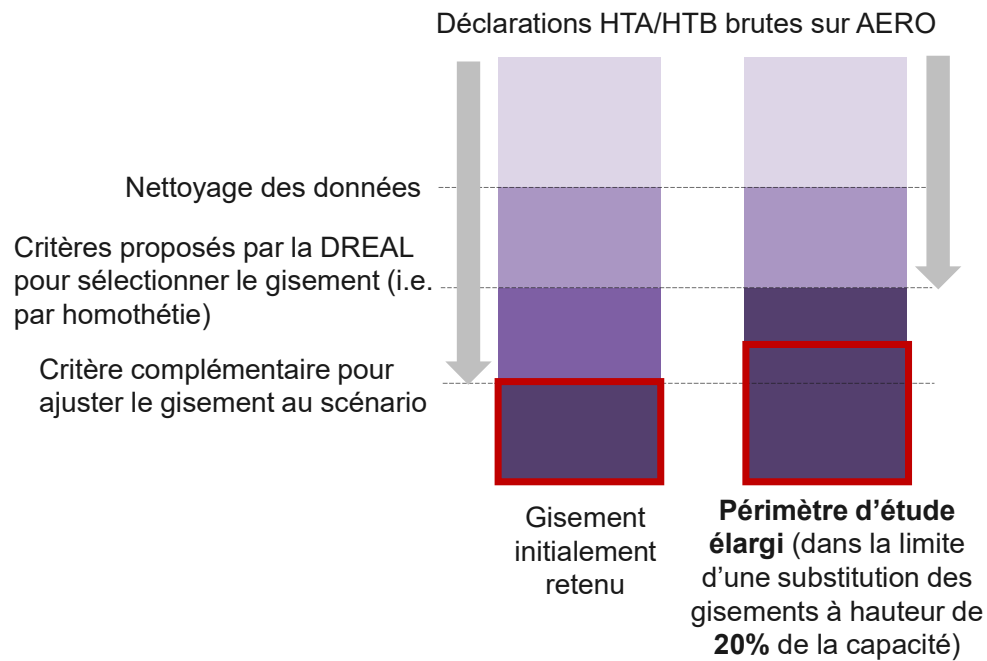 Déclarations HTA/HTB brutes sur AERO
Nettoyage des données
Critères proposés par la DREAL
pour sélectionner le gisement (i.e.
par homothétie)
Critère complémentaire pour
ajuster le gisement au scénario
Gisement
initialement
retenu
Périmètre d’étude
élargi (dans la limite
d’une substitution des
gisements à hauteur de
20% de la capacité)